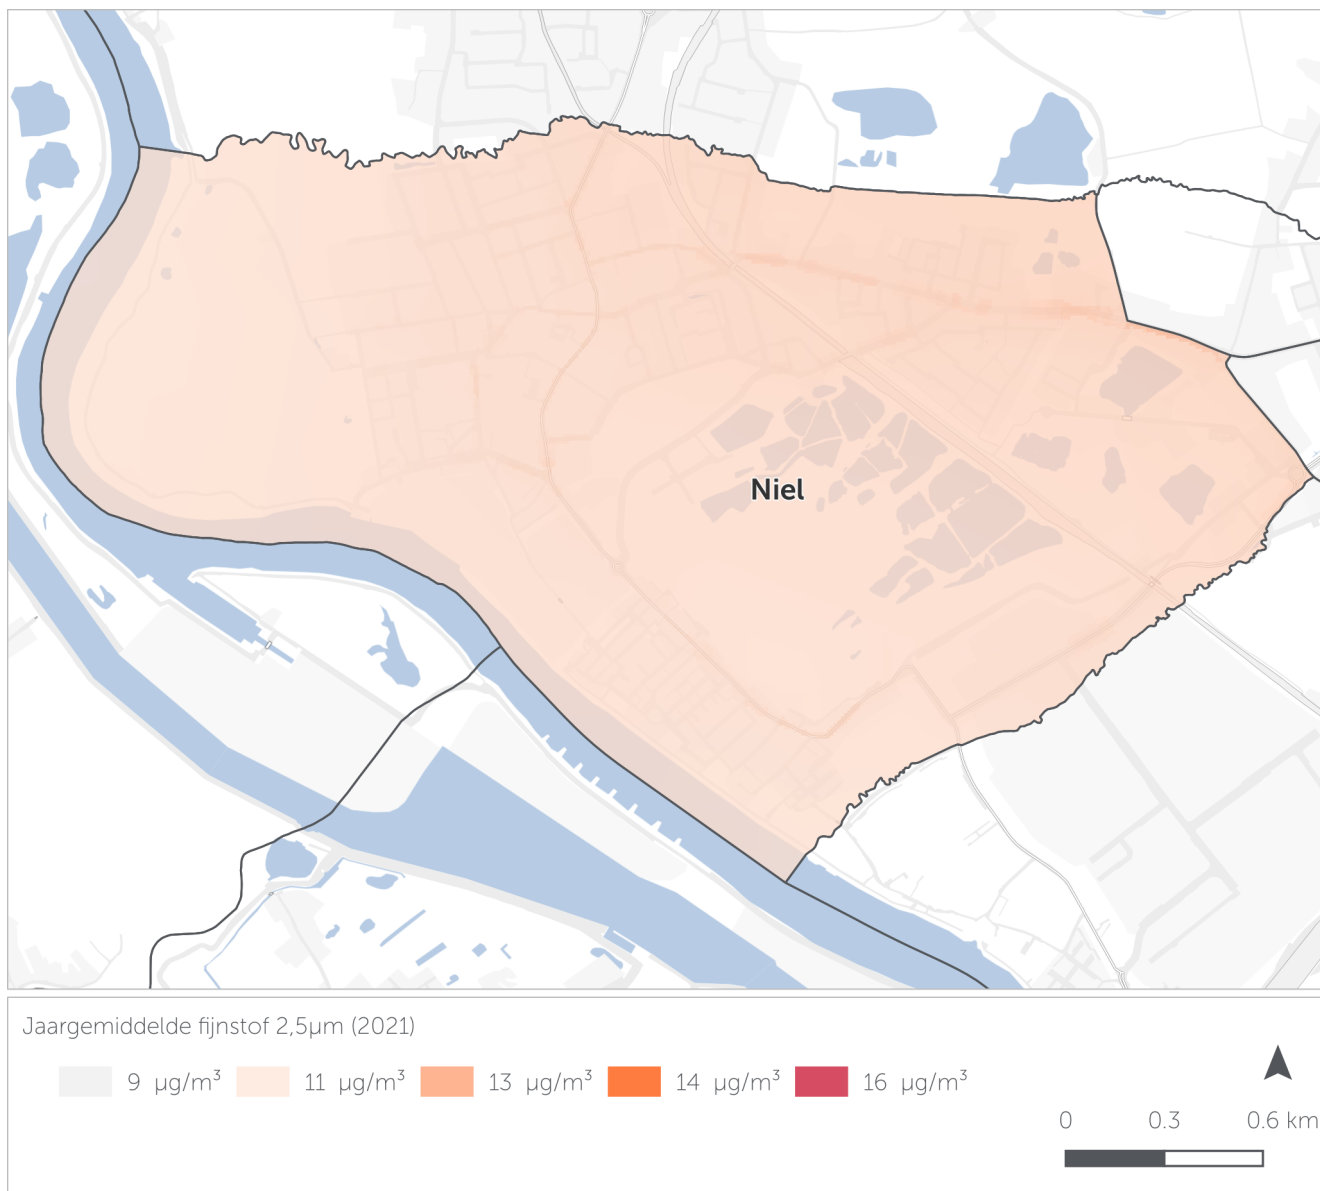 Niel
Jaargemiddelde fijnstof 2,5µm (2021)
9 µg/m³ 11 µg/m³ 13 µg/m³ 14 µg/m³ 16 µg/m³
0 0.3 0.6 km